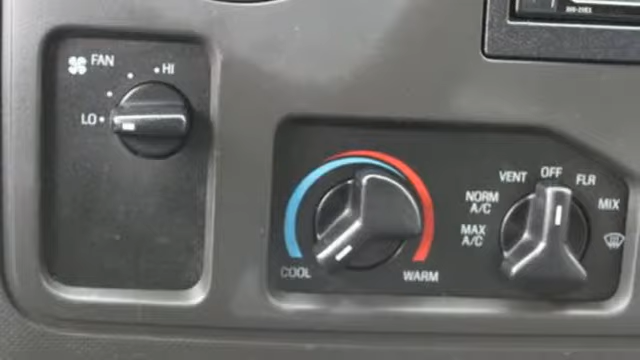 FAN
HI
LO
VENT OFF FLR
NORM
A/C
MIX
MAX
A/C
COOL
WARM